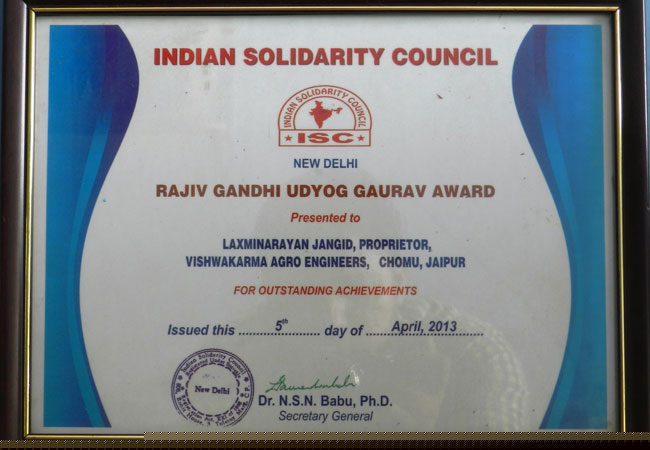 INDIAN SOLIDARITY COUNCIL
INDIAN SOLIDARITY COUNCIL
ISC
NEW DELHI
RAJIV GANDHI UDYOG GAURAV AWARD
Presented to
LAXMINARAYAN JANGID, PROPRIETOR,
VISHWAKARMA AGRO ENGINEERS, CHOMU, JAIPUR
FOR OUTSTANDING ACHIEVEMENTS
Issued this 5th day of April, 2013
Indian Solidarity Council
New Delhi
Dr. N.S.N. Babu, Ph.D.
Secretary General